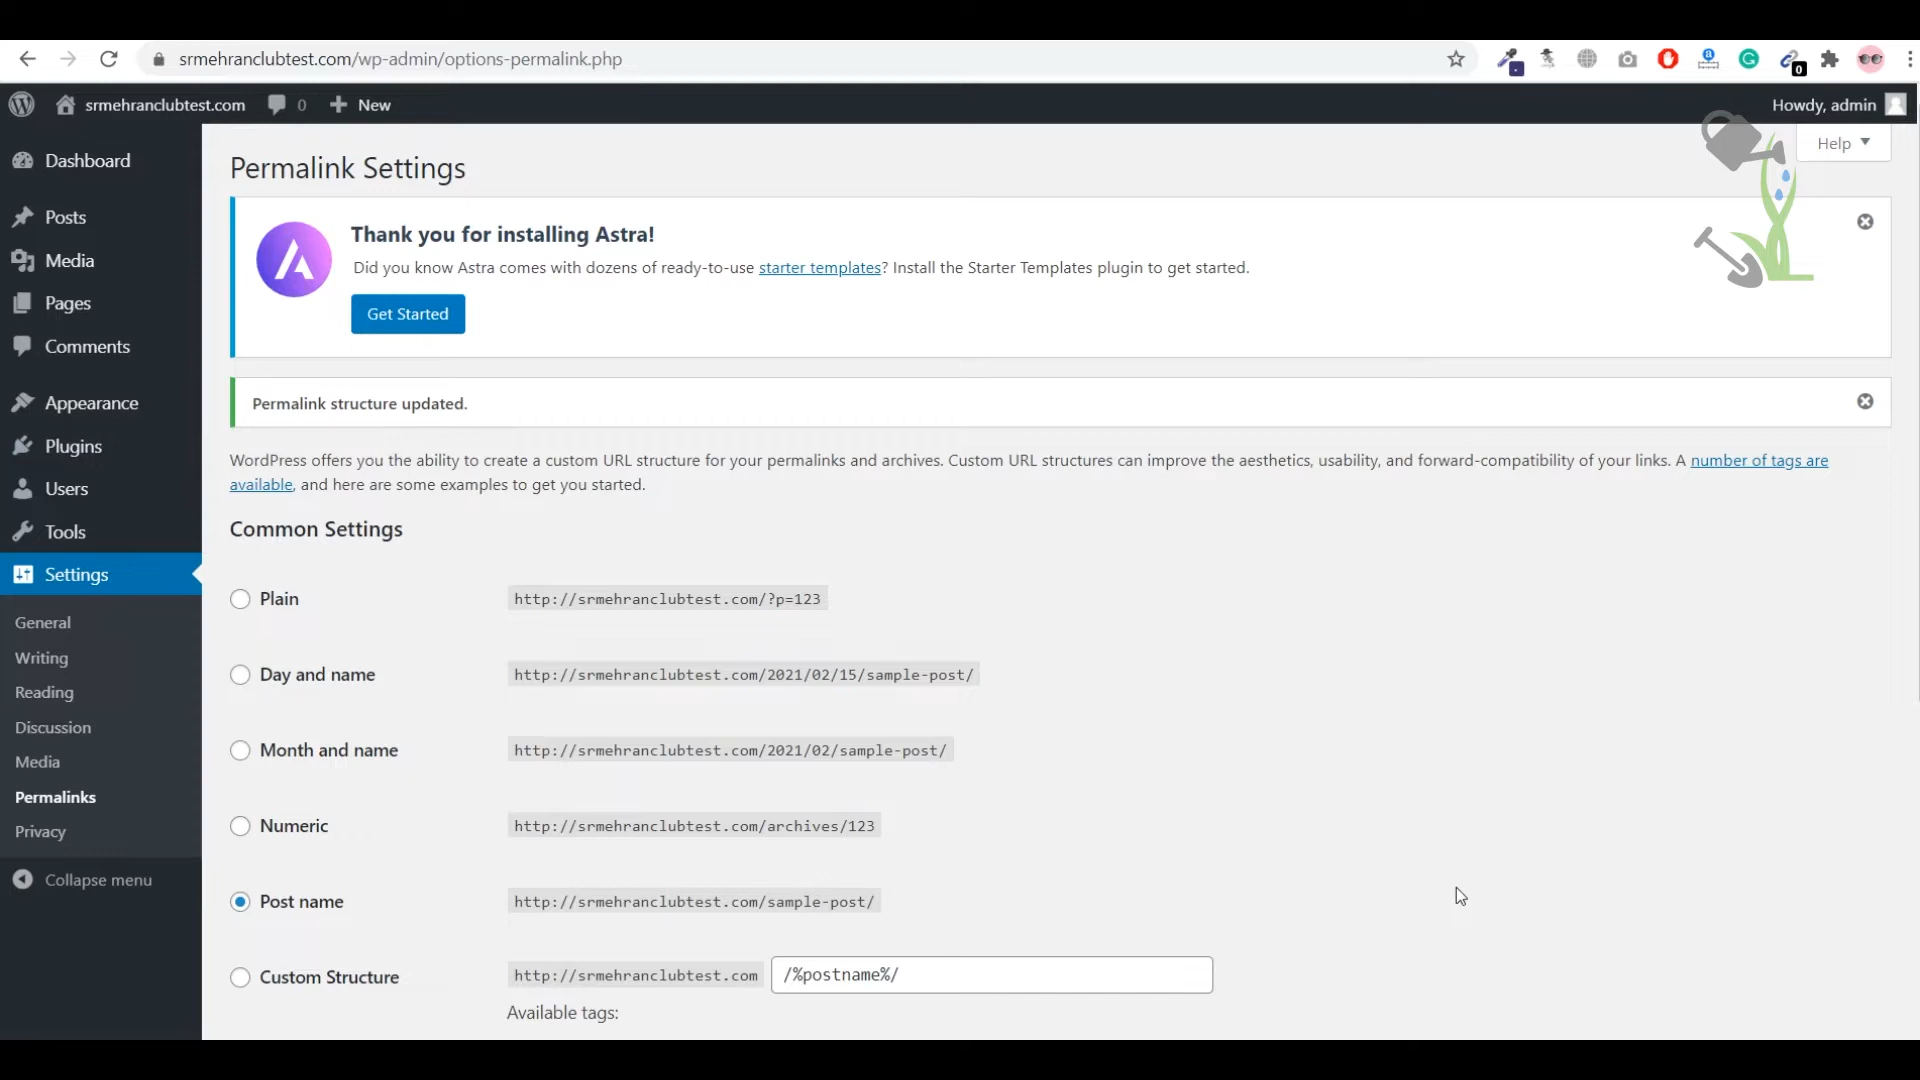 srmehranclubtest.com/wp-admin/options-permalink.php
0
srmehranclubtest.com 0 New
Howdy, admin
Help
Dashboard
Posts
Media
Pages
Comments
Appearance
Plugins
Users
Tools
Settings
General
Writing
Reading
Discussion
Media
Permalinks
Privacy
Collapse menu
Permalink Settings
Thank you for installing Astra!
Did you know Astra comes with dozens of ready-to-use starter templates? Install the Starter Templates plugin to get started.
Get Started
Permalink structure updated.
WordPress offers you the ability to create a custom URL structure for your permalinks and archives. Custom URL structures can improve the aesthetics, usability, and forward-compatibility of your links. A number of tags are
available, and here are some examples to get you started.
Common Settings
Plain http://srmehranclubtest.com/?p=123
Day and name http://srmehranclubtest.com/2021/02/15/sample-post/
Month and name http://srmehranclubtest.com/2021/02/sample-post/
Numeric http://srmehranclubtest.com/archives/123
Post name http://srmehranclubtest.com/sample-post/
Custom Structure http://srmehranclubtest.com /%postname%/
Available tags: